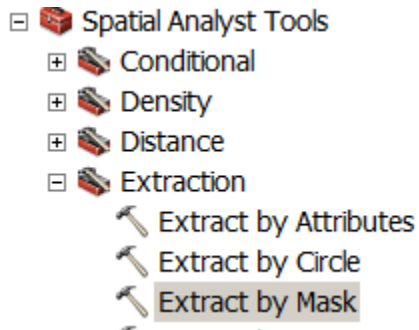 Spatial Analyst Tools
Conditional
Density
Distance
Extraction
Extract by Attributes
Extract by Circle
Extract by Mask